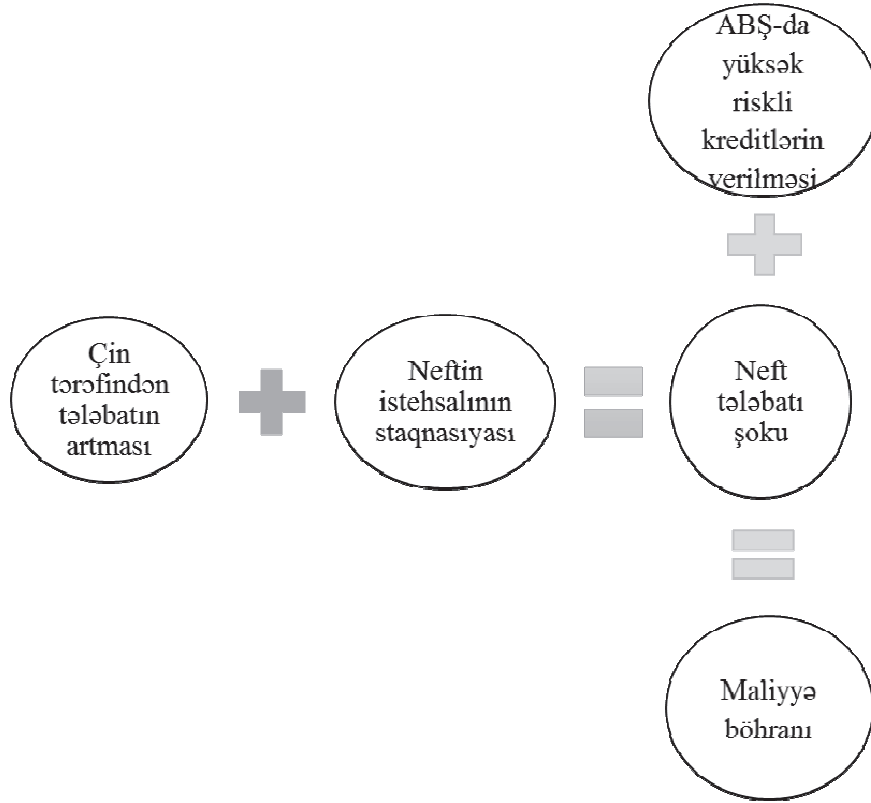 ABŞ-da
yüksək
riskli
kreditlərin
verilməsi
Çin
tərəfindən
tələbatın
artması
Neftin
istehsalının
staqnasıyası
Neft
tələbatı
şoku
Maliyyə
böhranı